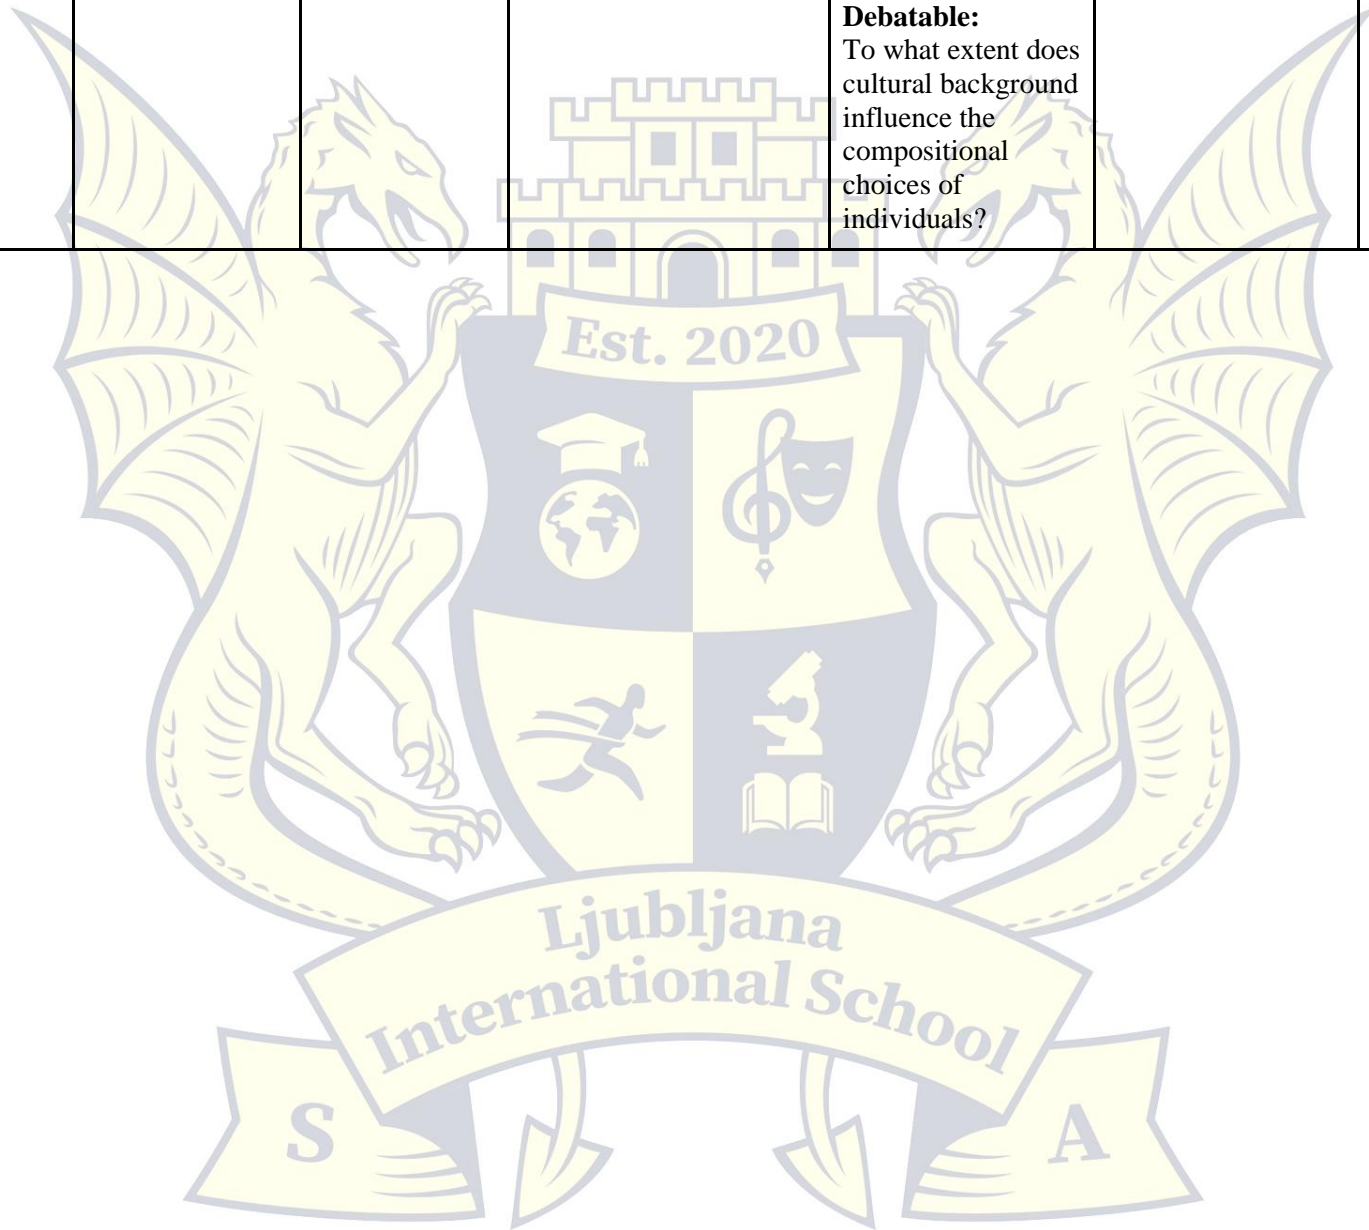 Debatable:
To what extent does
cultural background
influence the
compositional
choices of
individuals?
Est. 2020
Ljubljana
International School
S
A